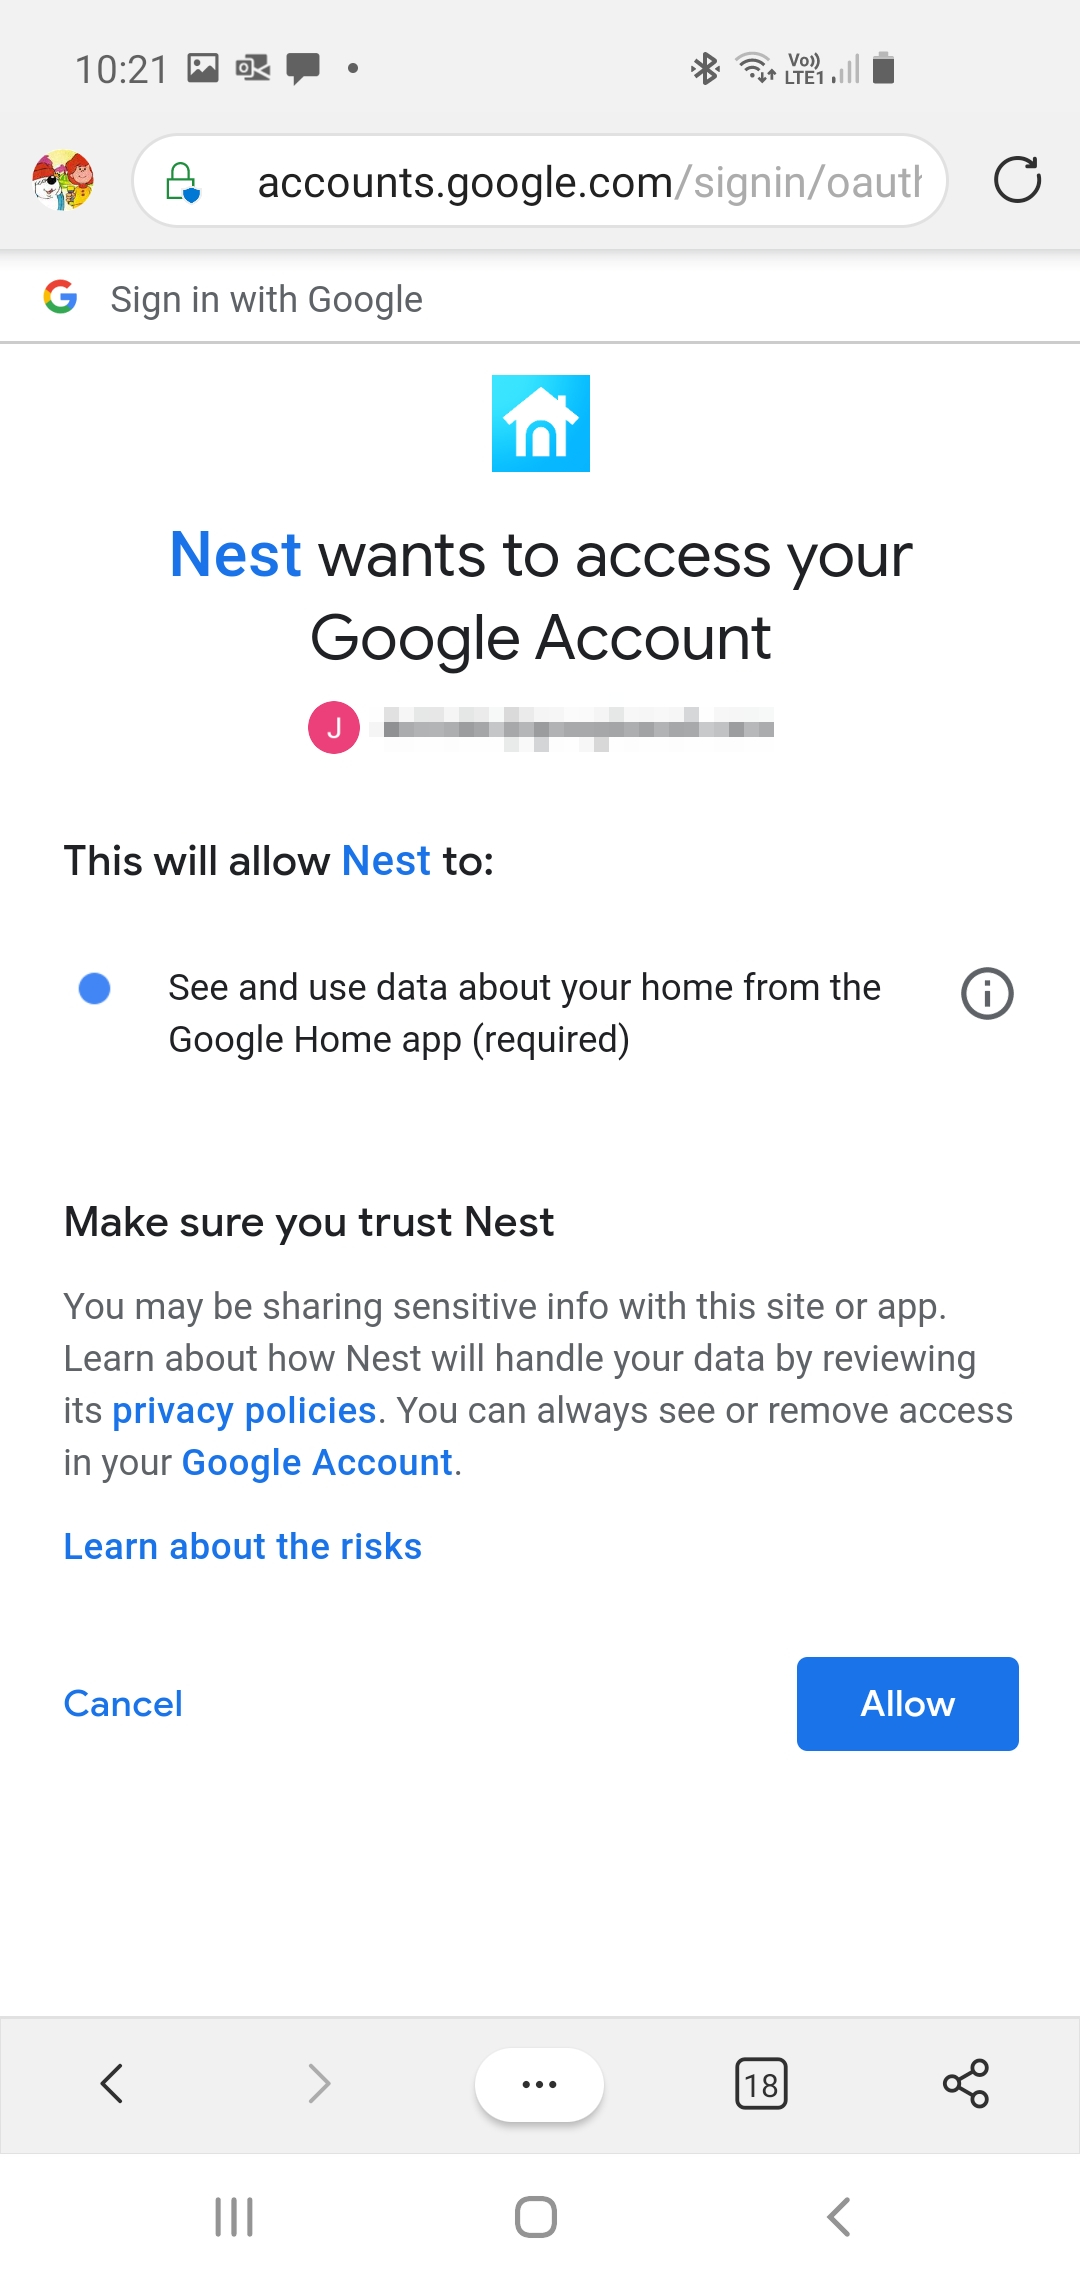 10:21
Vo)) LTE1
accounts.google.com/signin/oauth
Sign in with Google
Nest wants to access your
Google Account
J
This will allow Nest to:
See and use data about your home from the
Google Home app (required)
Make sure you trust Nest
You may be sharing sensitive info with this site or app.
Learn about how Nest will handle your data by reviewing
its privacy policies. You can always see or remove access
in your Google Account.
Learn about the risks
Cancel
Allow
18